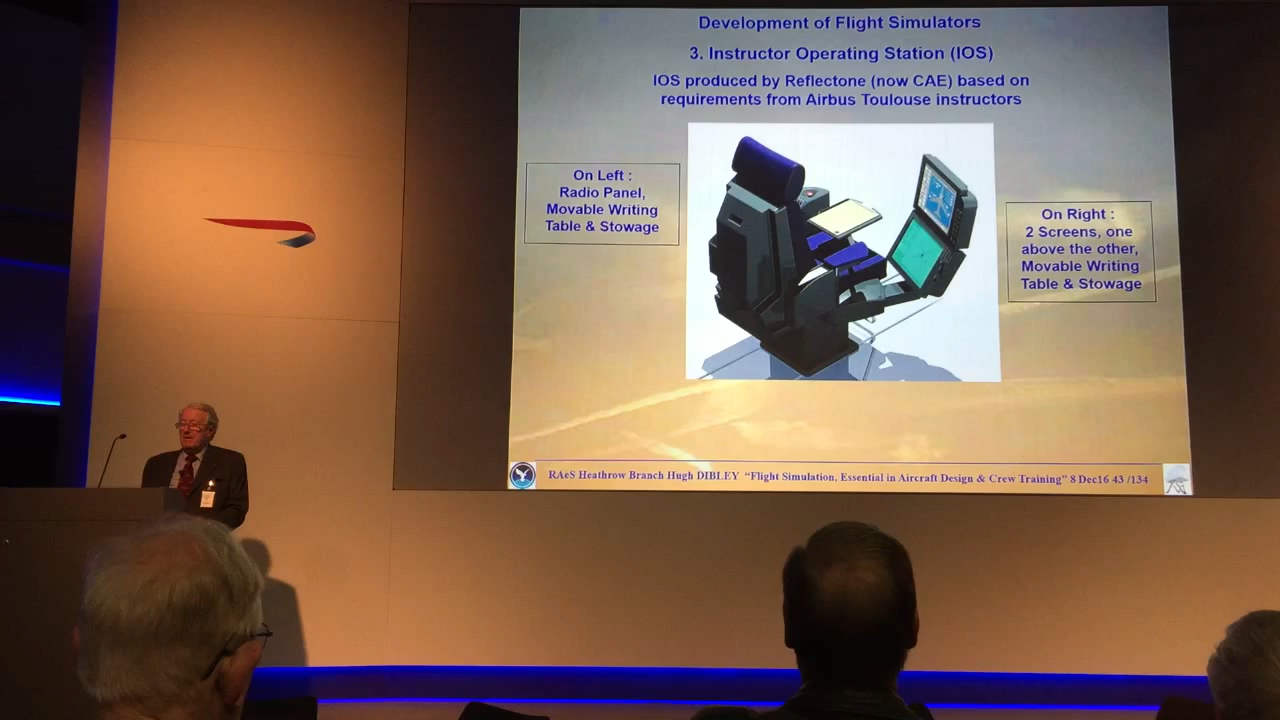 Development of Flight Simulators
3. Instructor Operating Station (IOS)
IOS produced by Reflectone (now CAE) based on
requirements from Airbus Toulouse instructors
On Left :
Radio Panel,
Movable Writing
Table & Stowage
On Right :
2 Screens, one
above the other,
Movable Writing
Table & Stowage
RAeS Heathrow Branch Hugh DIBLEY “Flight Simulation, Essential in Aircraft Design & Crew Training” 8 Dec16 43 /134